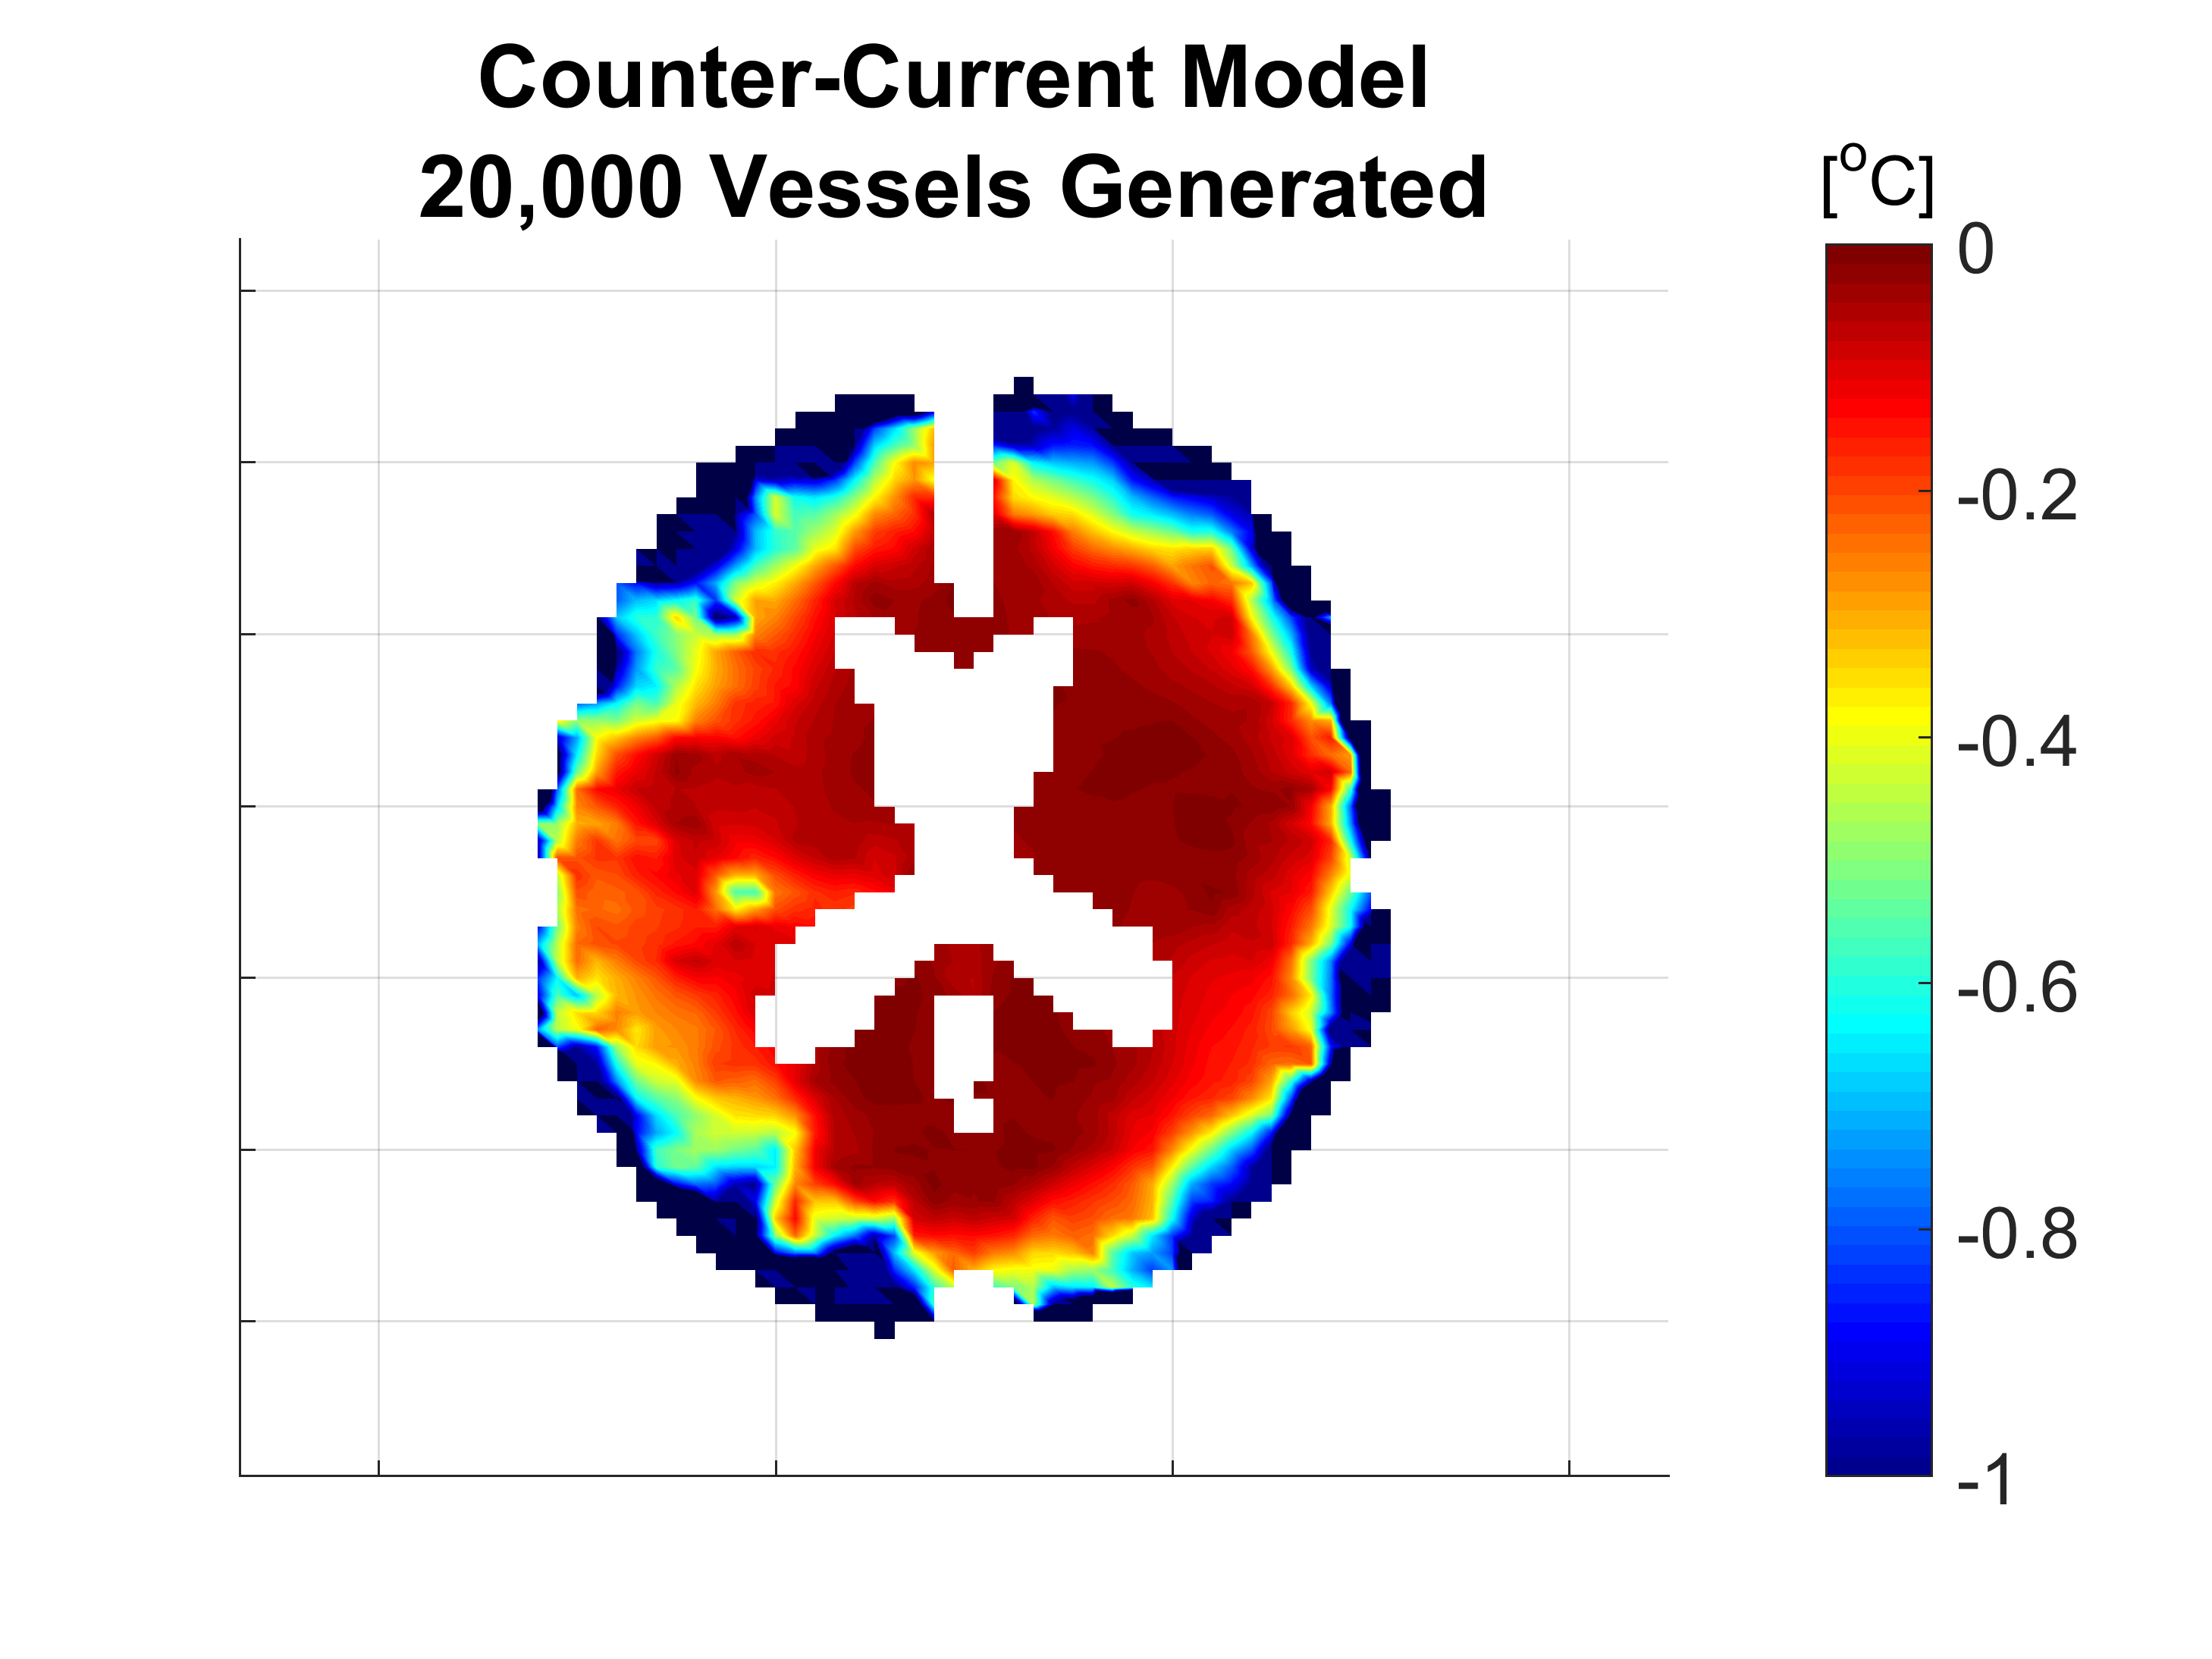 Counter-Current Model
20,000 Vessels Generated
[°C]
0
-0.2
-0.4
-0.6
-0.8
-1